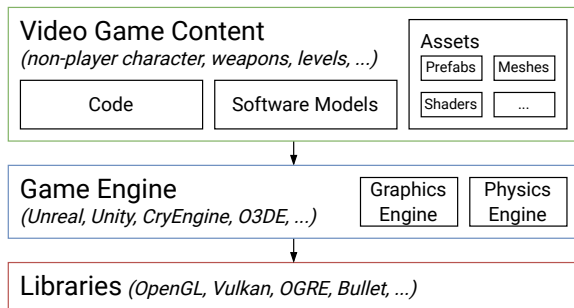 Video Game Content
(non-player character, weapons, levels, ...)
Code
Software Models
Assets
Prefabs
Meshes
Shaders
...
Game Engine
(Unreal, Unity, CryEngine, O3DE, ...)
Graphics
Engine
Physics
Engine
Libraries (OpenGL, Vulkan, OGRE, Bullet, ...)